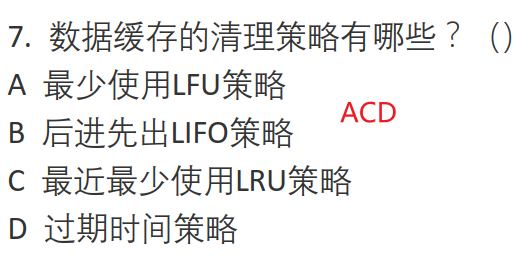 7. 数据缓存的清理策略有哪些？ ()
A 最少使用LFU策略
ACD
B 后进先出LIFO策略
C 最近最少使用LRU策略
D 过期时间策略